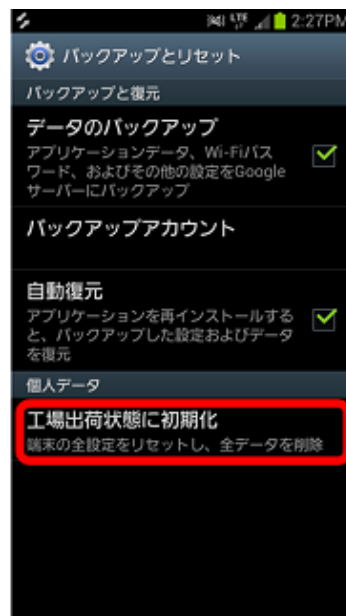 LTE 2:27PM
バックアップとリセット
バックアップと復元
データのバックアップ
アプリケーションデータ、Wi-Fiパス
ワード、およびその他の設定をGoogle
サーバーにバックアップ
バックアップアカウント
自動復元
アプリケーションを再インストールする
と、バックアップした設定およびデータ
を復元
個人データ
工場出荷状態に初期化
端末の全設定をリセットし、全データを削除